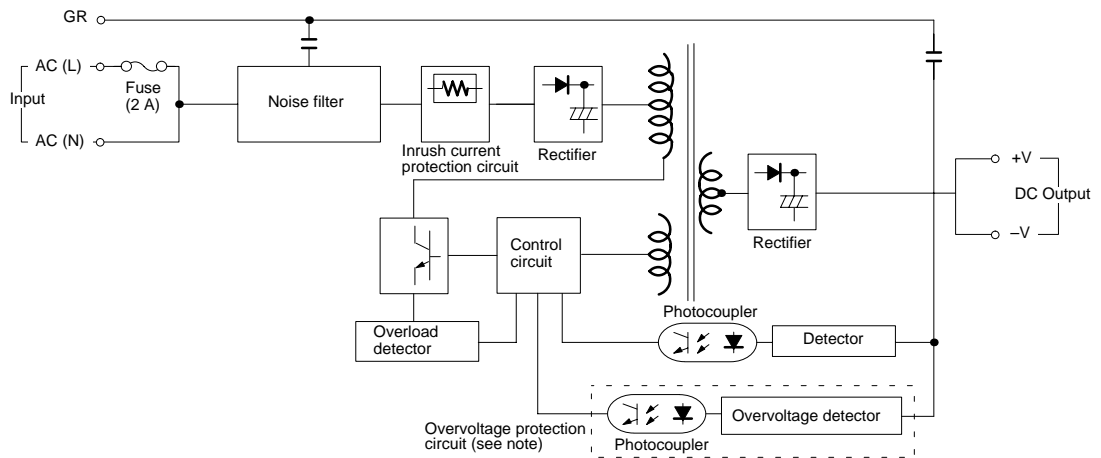 GR
AC (L)
Input
Fuse
(2 A)
AC (N)
Noise filter
Inrush current
protection circuit
Rectifier
Rectifier
+V
DC Output
–V
Control
circuit
Overload
detector
Photocoupler
Detector
Overvoltage protection
circuit (see note)
Overvoltage detector
Photocoupler